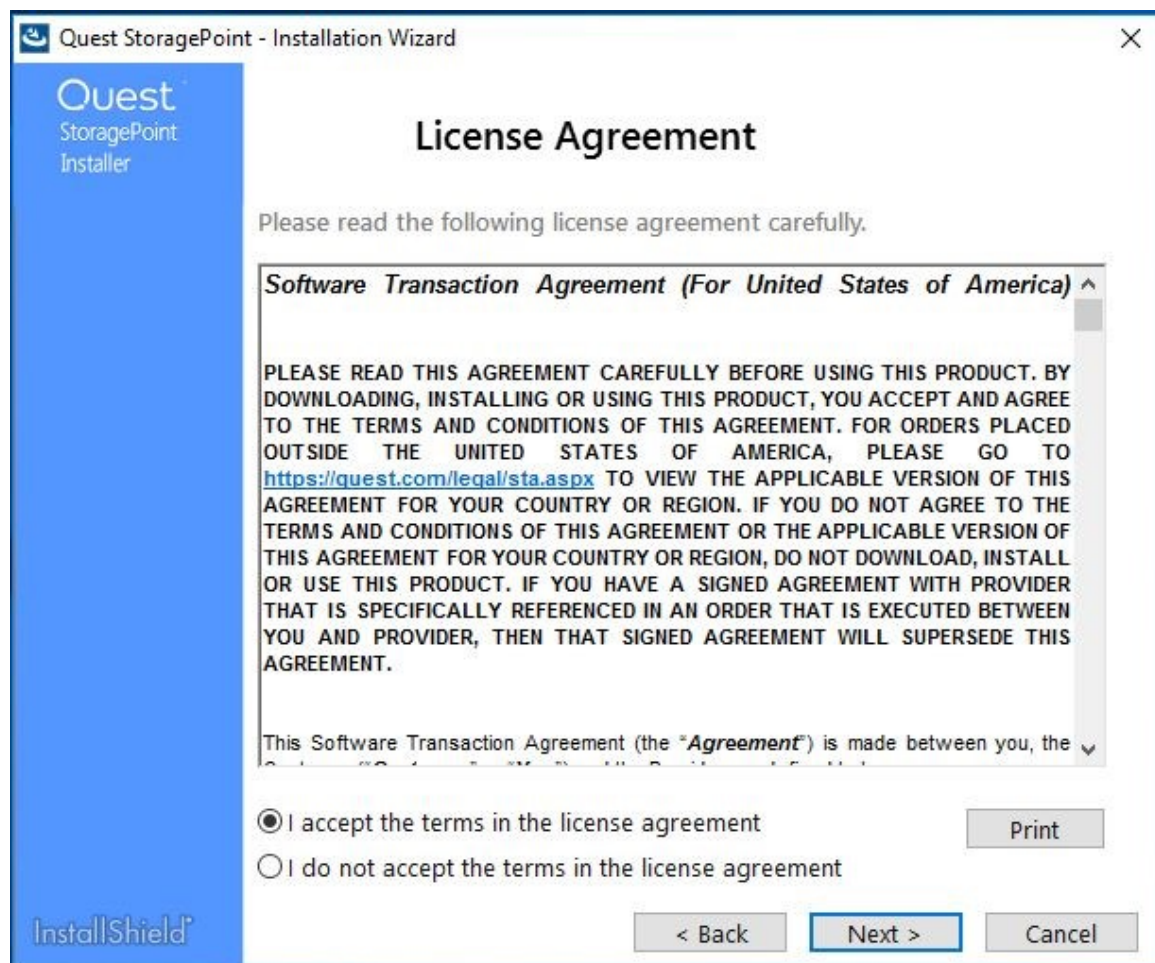 Quest StoragePoint - Installation Wizard
Quest
StoragePoint
Installer
License Agreement
Please read the following license agreement carefully.
Software Transaction Agreement (For United States of America)
PLEASE READ THIS AGREEMENT CAREFULLY BEFORE USING THIS PRODUCT. BY
DOWNLOADING, INSTALLING OR USING THIS PRODUCT, YOU ACCEPT AND AGREE
TO THE TERMS AND CONDITIONS OF THIS AGREEMENT. FOR ORDERS PLACED
OUTSIDE THE UNITED STATES OF AMERICA, PLEASE GO TO
https://quest.com/legal/sta.aspx TO VIEW THE APPLICABLE VERSION OF THIS
AGREEMENT FOR YOUR COUNTRY OR REGION. IF YOU DO NOT AGREE TO THE
TERMS AND CONDITIONS OF THIS AGREEMENT OR THE APPLICABLE VERSION OF
THIS AGREEMENT FOR YOUR COUNTRY OR REGION, DO NOT DOWNLOAD, INSTALL
OR USE THIS PRODUCT. IF YOU HAVE A SIGNED AGREEMENT WITH PROVIDER
THAT IS SPECIFICALLY REFERENCED IN AN ORDER THAT IS EXECUTED BETWEEN
YOU AND PROVIDER, THEN THAT SIGNED AGREEMENT WILL SUPERSEDE THIS
AGREEMENT.
This Software Transaction Agreement (the “Agreement”) is made between you, the
I accept the terms in the license agreement
Print
I do not accept the terms in the license agreement
InstallShield
< Back
Next >
Cancel